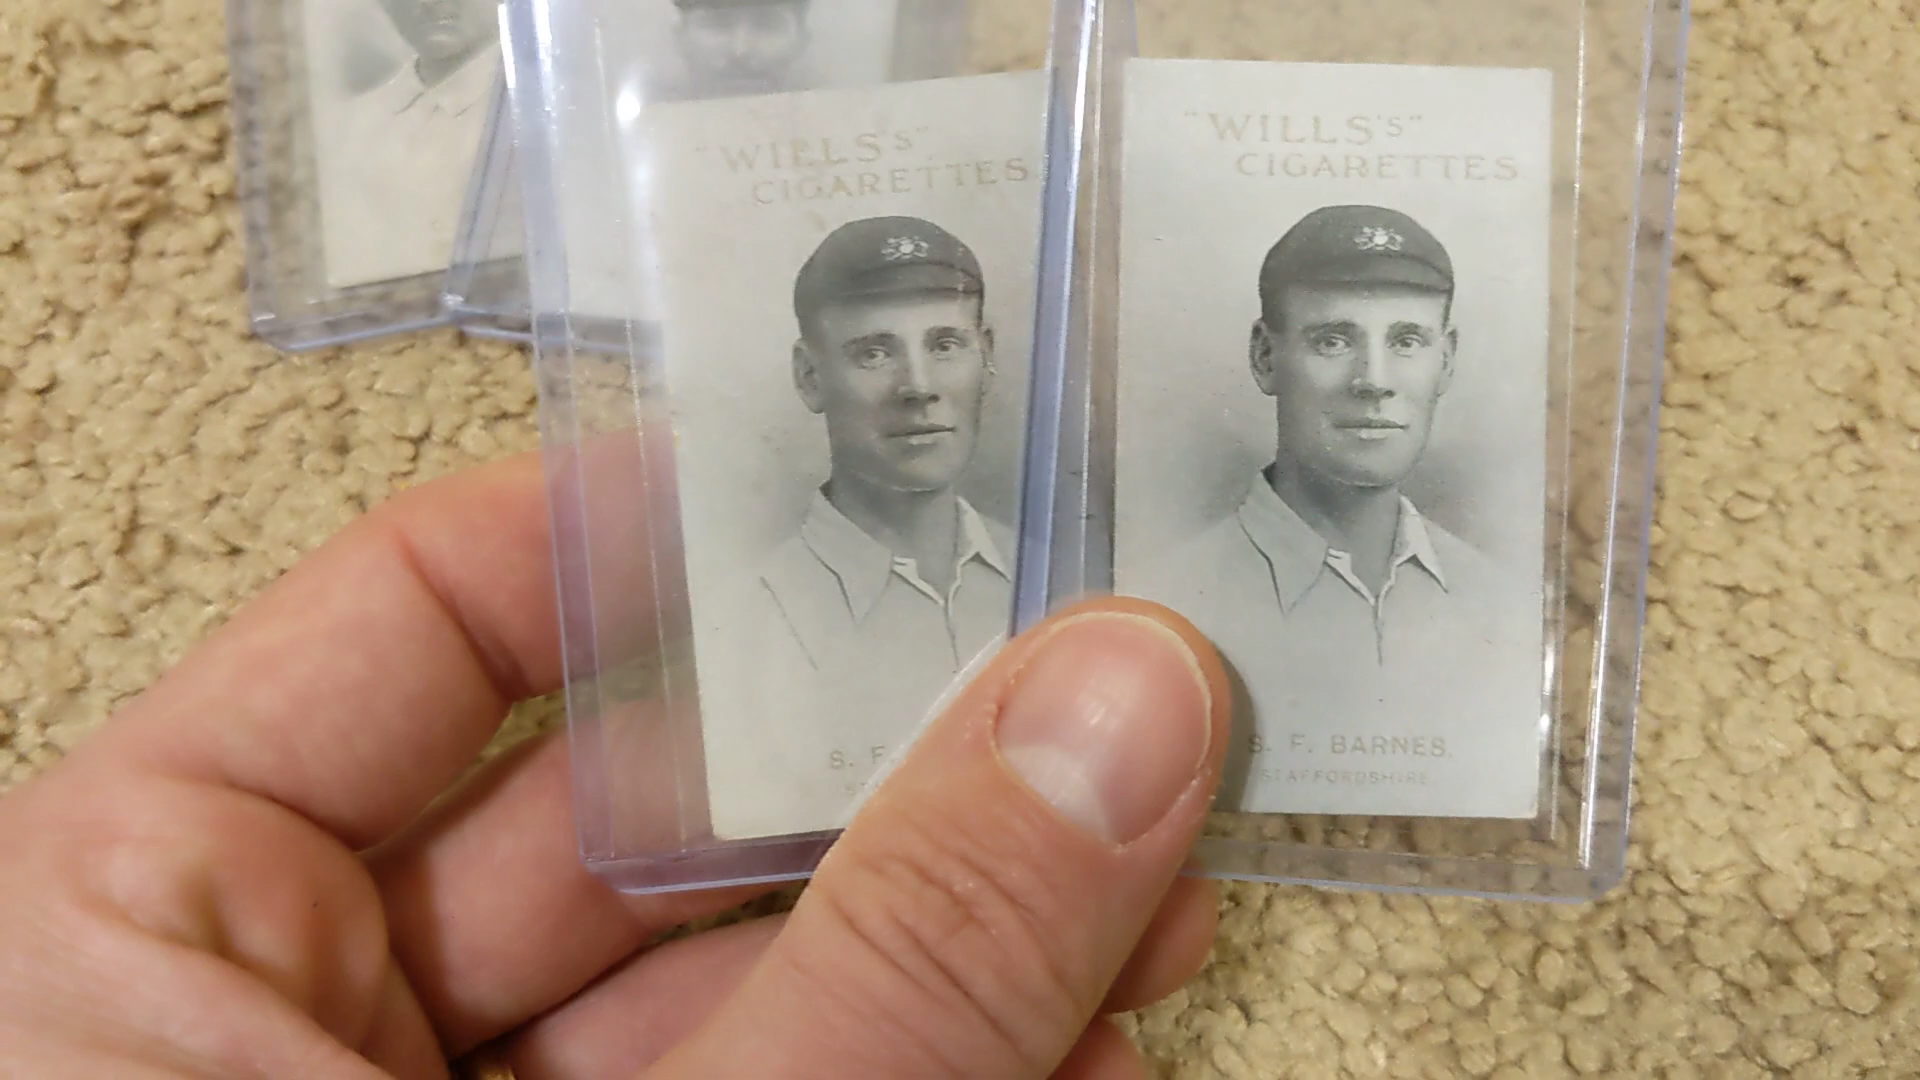 "WILLS'S"
CIGARETTES
S. F.
"WILLS'S"
CIGARETTES
S. F. BARNES.
STAFFORDSHIRE.